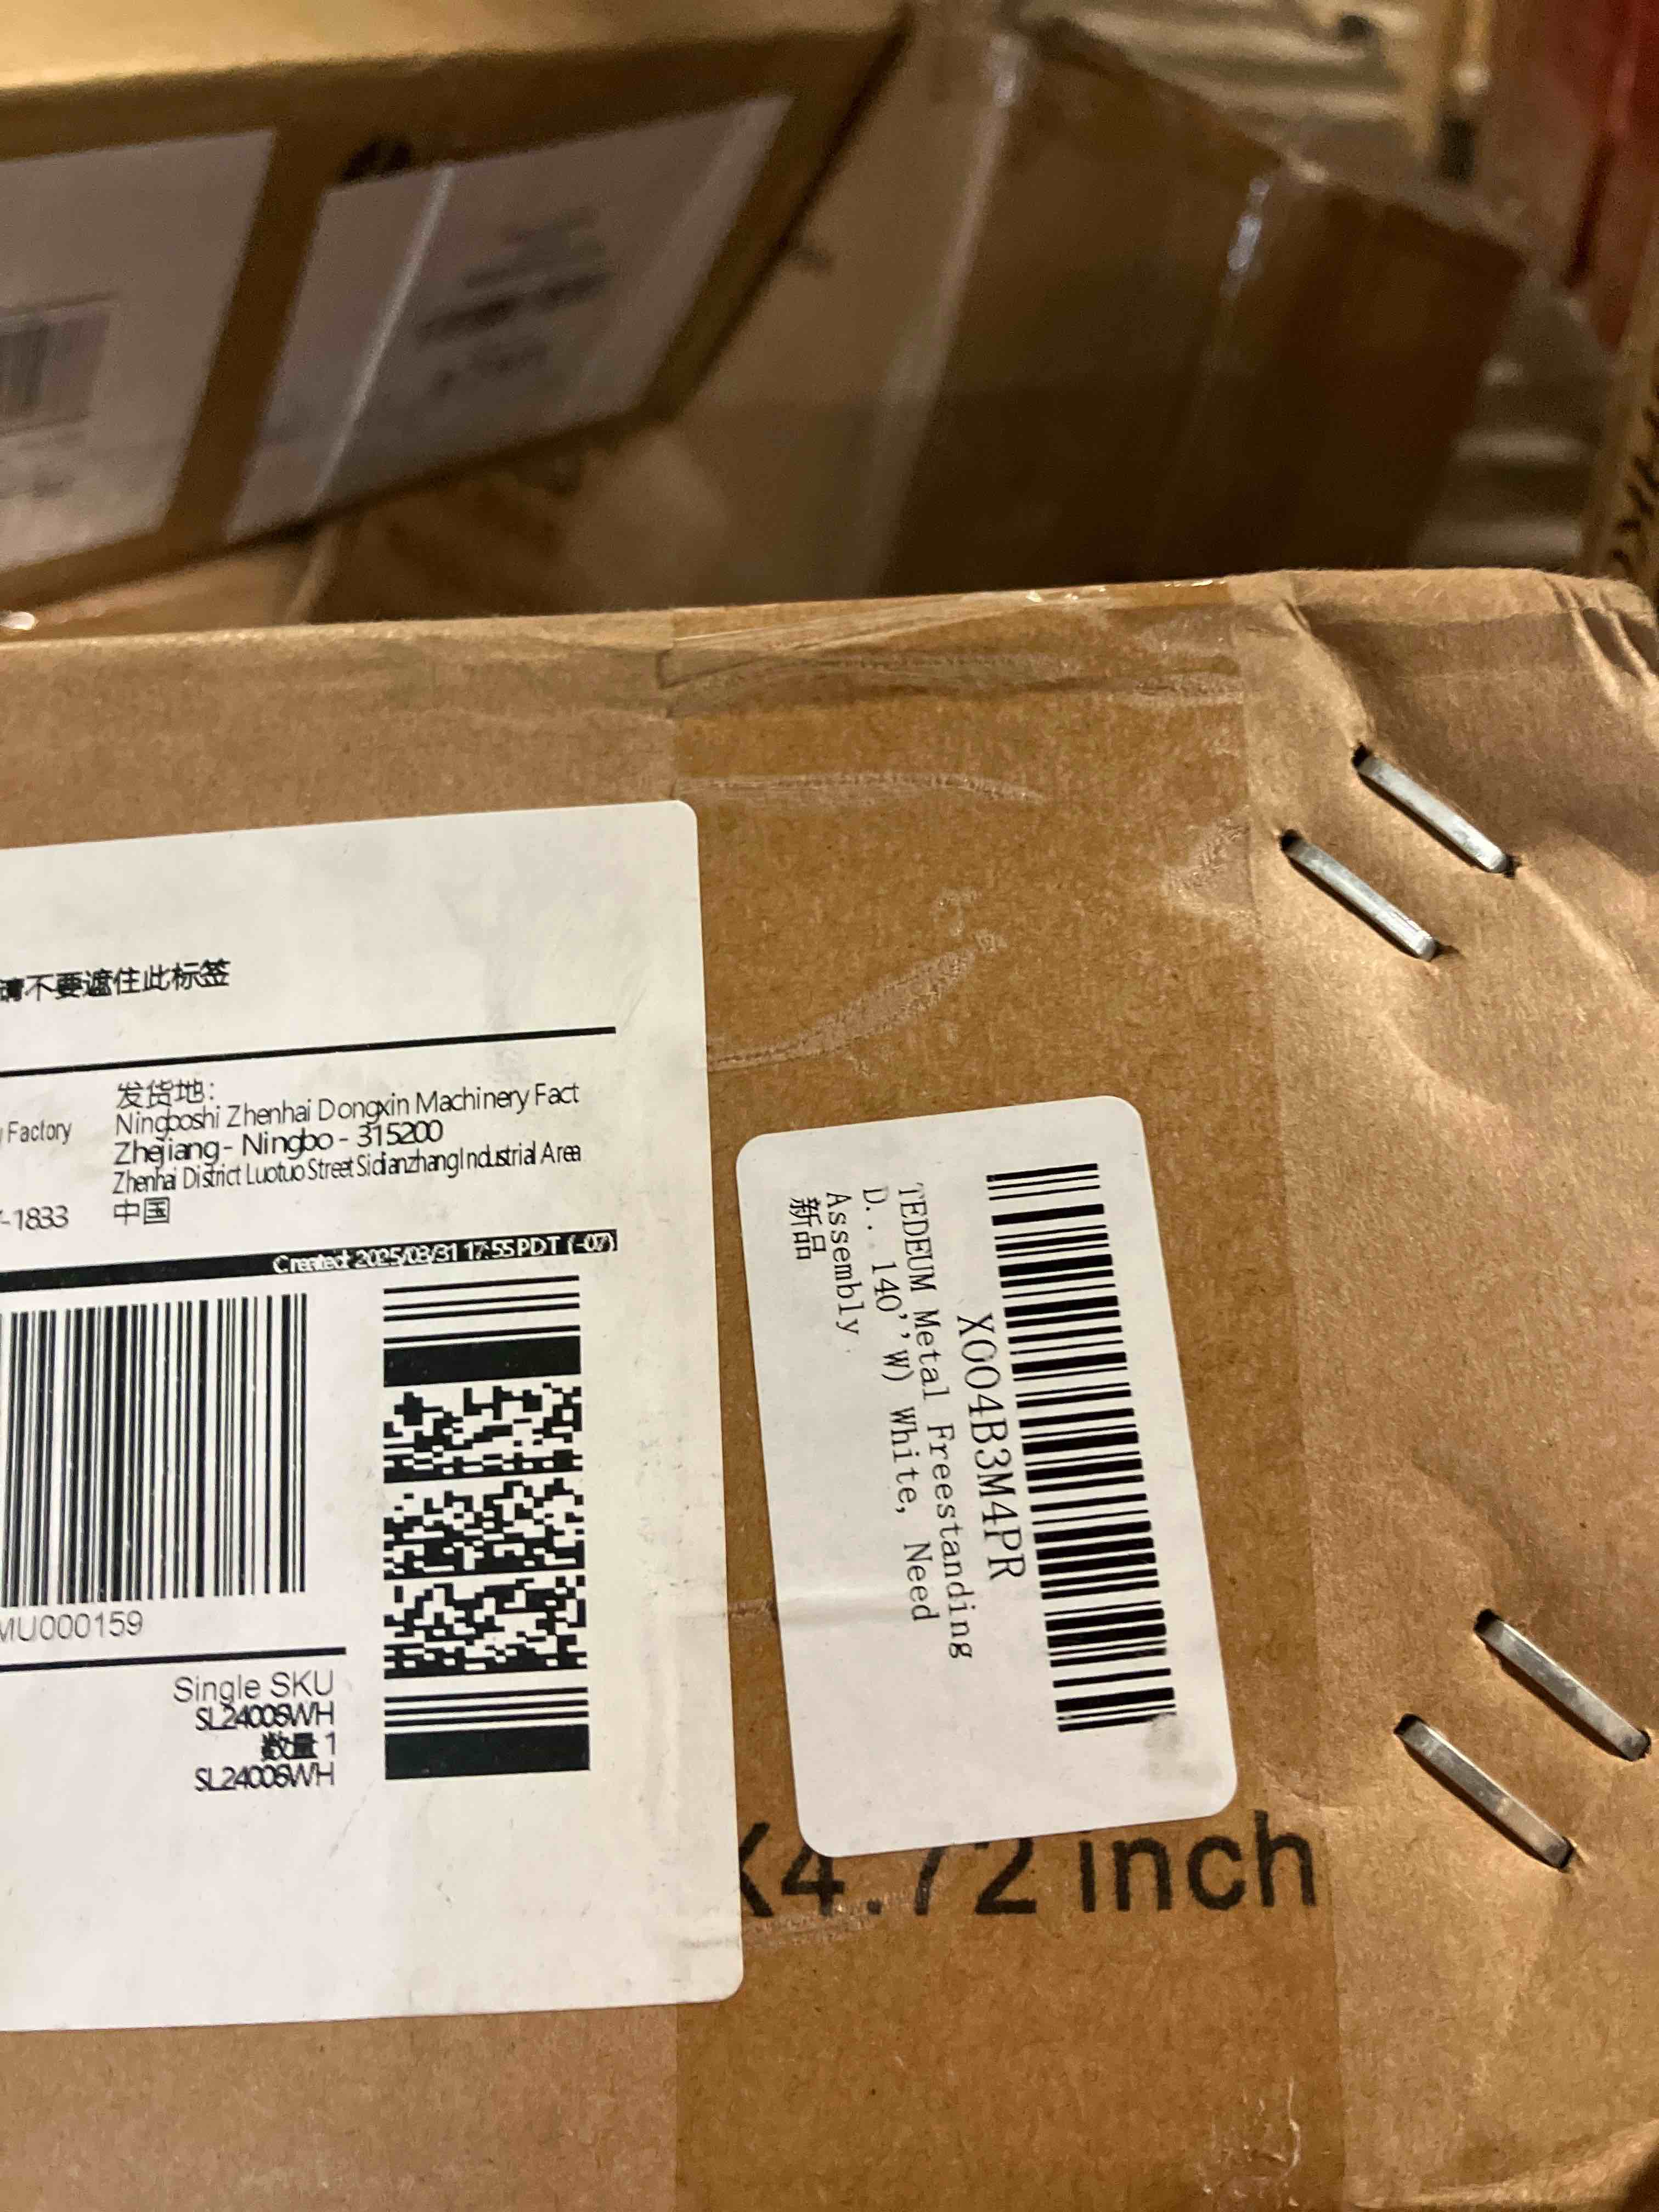 请不要遮住此标签
Factory
-1833
发货地:
Ningboshi Zhenhai Dongxin Machinery Fact
Zhejiang - Ningbo - 315200
Zhenhai District Luotuo Street Sidianzhang Industrial Area
中国
Created: 2025/03/31 17:55 PDT (-07)
MU000159
Single SKU
SL24006WH
数量 1
SL24006WH
X004B3M4PR
TEDEUM Metal Freestanding
D.. 140'’W) White, Need
Assembly
新品
X4.72 inch